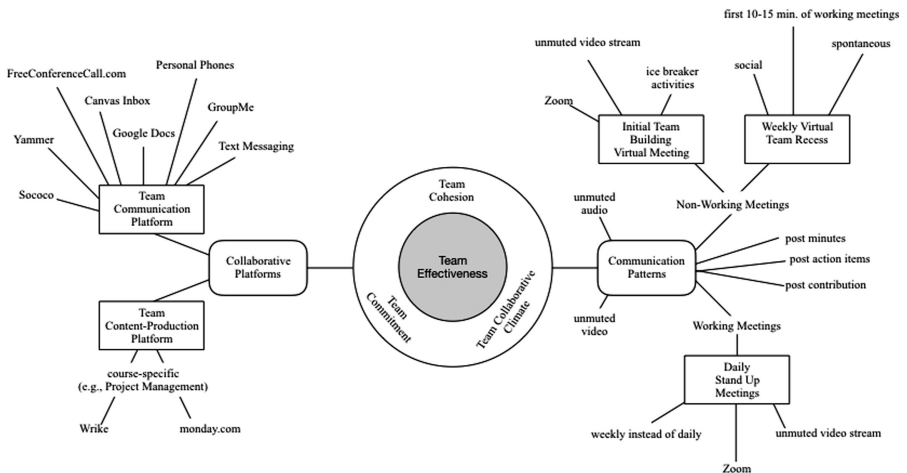 first 10-15 min. of working meetings
unmuted video stream
spontaneous
Personal Phones
social
FreeConferenceCall.com
ice breaker
activities
Canvas Inbox
GroupMe
Zoom
Google Docs
Initial Team
Building
Virtual Meeting
Weekly Virtual
Team Recess
Yammer
Text Messaging
Sococo
Team
Communication
Platform
Team
Cohesion
unmuted
audio
Non-Working Meetings
Collaborative
Platforms
Team
Effectiveness
Communication
Patterns
post minutes
post action items
post contribution
Team
Commitment
Team Collaborative
Climate
unmuted
video
Team
Content-Production
Platform
Working Meetings
course-specific
(e.g., Project Management)
Daily
Stand Up
Meetings
Wrike
monday.com
weekly instead of daily
unmuted video stream
Zoom